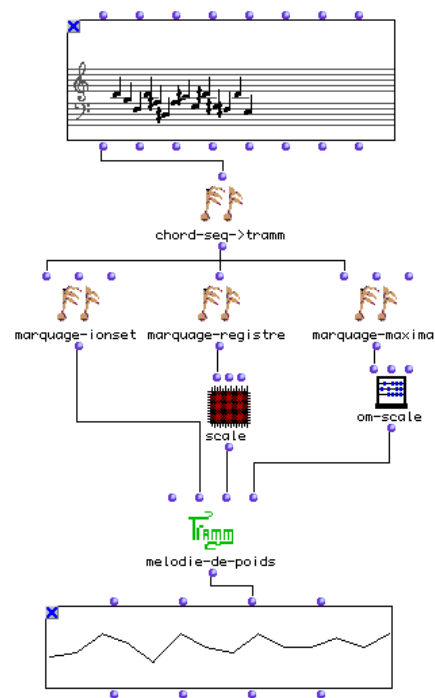 chord-seq->tramm
marquage-ionset marquage-registre marquage-maxima
scale
om-scale
Tramm
melodie-de-poids